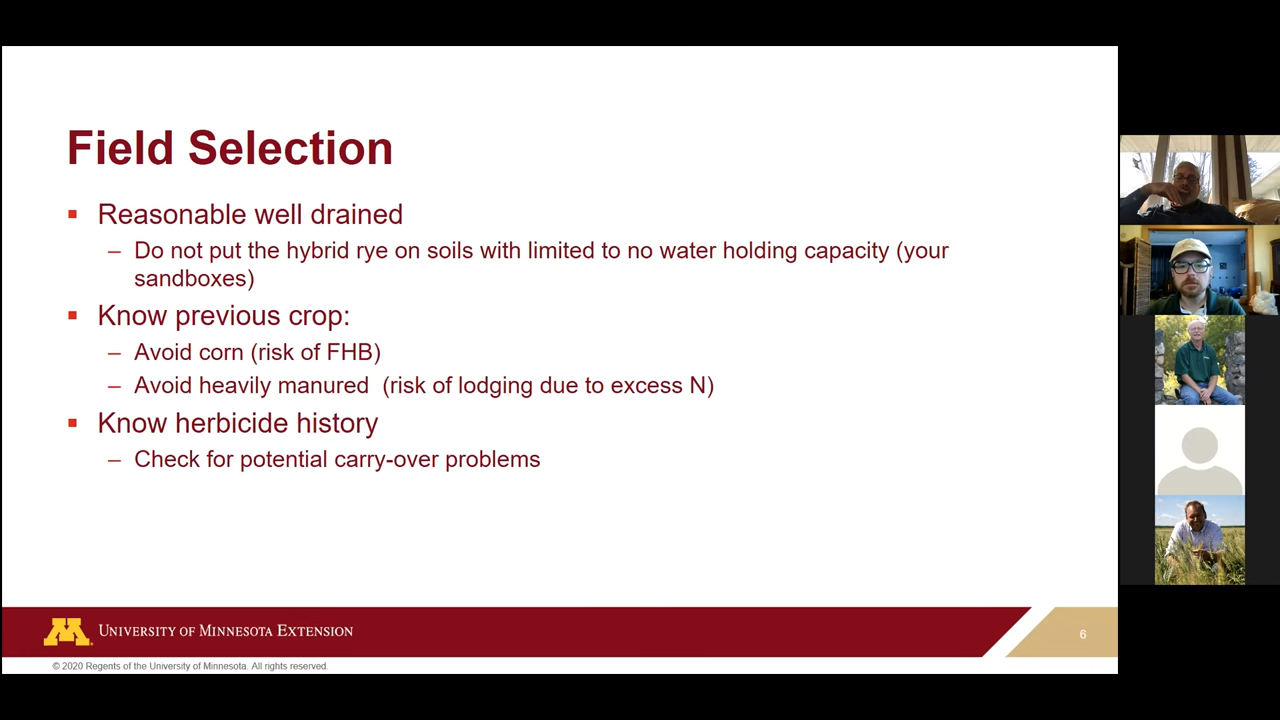 Field Selection
▪ Reasonable well drained
– Do not put the hybrid rye on soils with limited to no water holding capacity (your
sandboxes)
▪ Know previous crop:
– Avoid corn (risk of FHB)
– Avoid heavily manured (risk of lodging due to excess N)
▪ Know herbicide history
– Check for potential carry-over problems
M
UNIVERSITY OF MINNESOTA EXTENSION
6
© 2020 Regents of the University of Minnesota. All rights reserved.